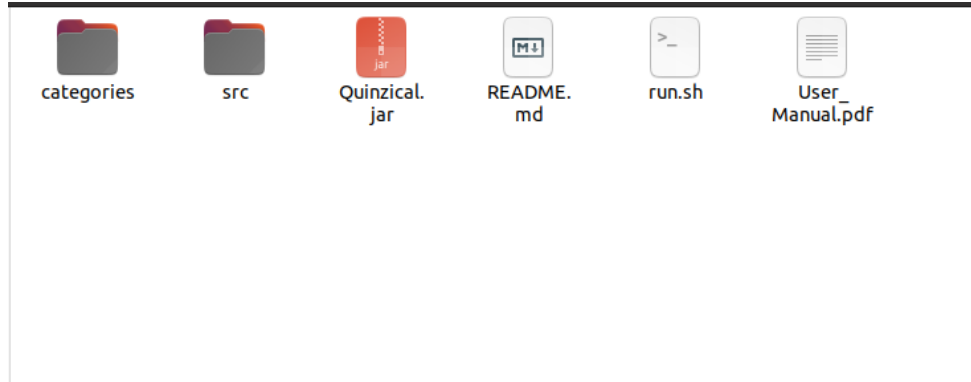 jar
M↓
>_
categories
src
Quinzical.
jar
README.
md
run.sh
User_
Manual.pdf